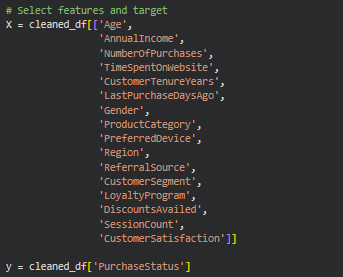 # Select features and target
X = cleaned_df[['Age',
'AnnualIncome',
'NumberOfPurchases',
'TimeSpentOnWebsite',
'CustomerTenureYears',
'LastPurchaseDaysAgo',
'Gender',
'ProductCategory',
'PreferredDevice',
'Region',
'ReferralSource',
'CustomerSegment',
'LoyaltyProgram',
'DiscountsAvailed',
'SessionCount',
'CustomerSatisfaction']]
y = cleaned_df['PurchaseStatus']